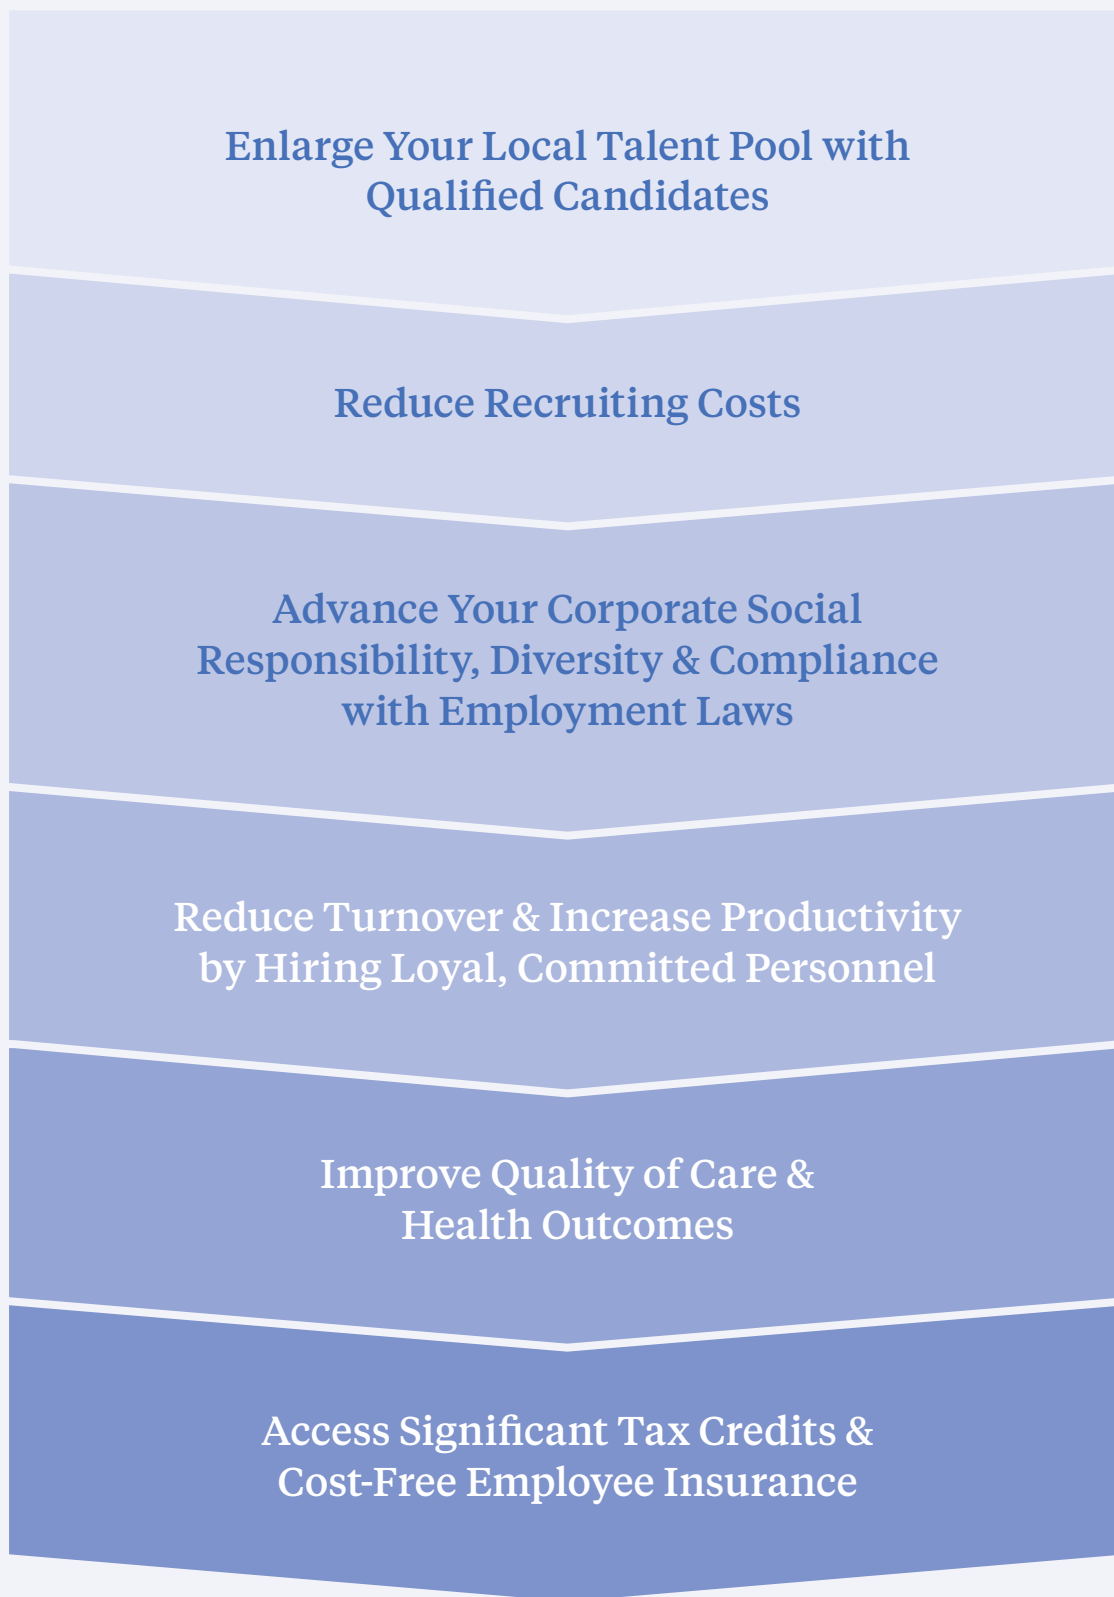 Enlarge Your Local Talent Pool with
Qualified Candidates
Reduce Recruiting Costs
Advance Your Corporate Social
Responsibility, Diversity & Compliance
with Employment Laws
Reduce Turnover & Increase Productivity
by Hiring Loyal, Committed Personnel
Improve Quality of Care &
Health Outcomes
Access Significant Tax Credits &
Cost-Free Employee Insurance